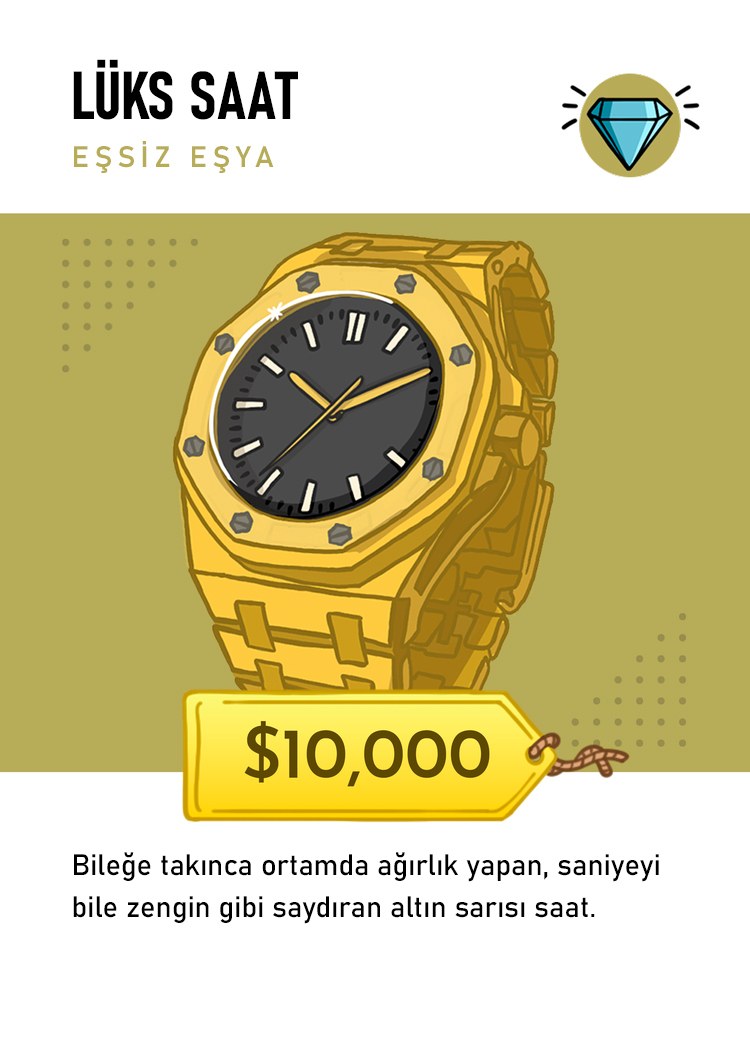 LÜKS SAAT
EŞSİZ EŞYA
$10,000
Bileğe takınca ortamda ağırlık yapan, saniyeyi
bile zengin gibi saydıran altın sarısı saat.